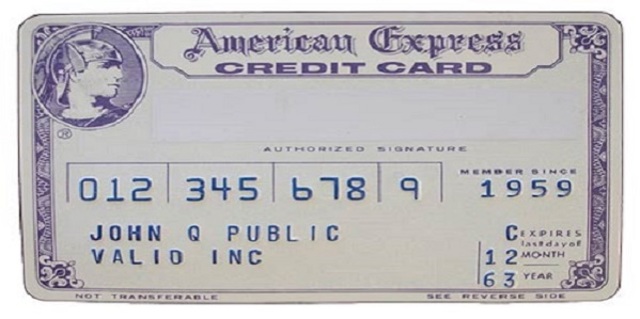 American Express
CREDIT CARD
®
AUTHORIZED SIGNATURE
MEMBER SINCE
012 345 678 9 1959
JOHN Q PUBLIC C EXPIRES
last day of
VALIO INC 12 MONTH
63 YEAR
NOT TRANSFERABLE SEE REVERSE SIDE